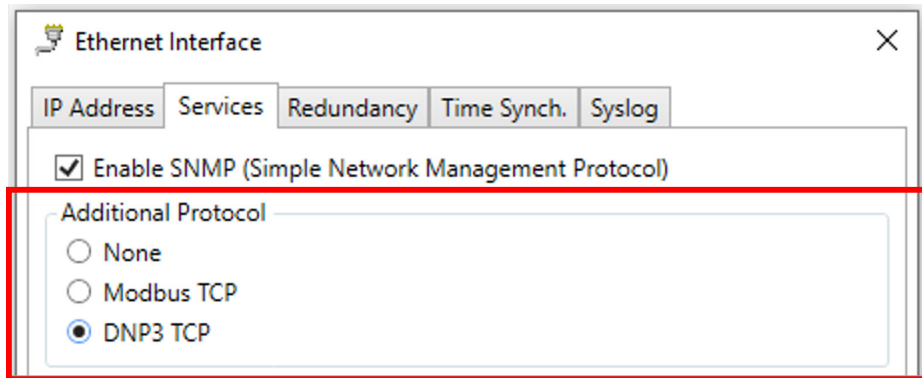 Ethernet Interface
IP Address Services Redundancy Time Synch. Syslog
Enable SNMP (Simple Network Management Protocol)
Additional Protocol
None
Modbus TCP
DNP3 TCP